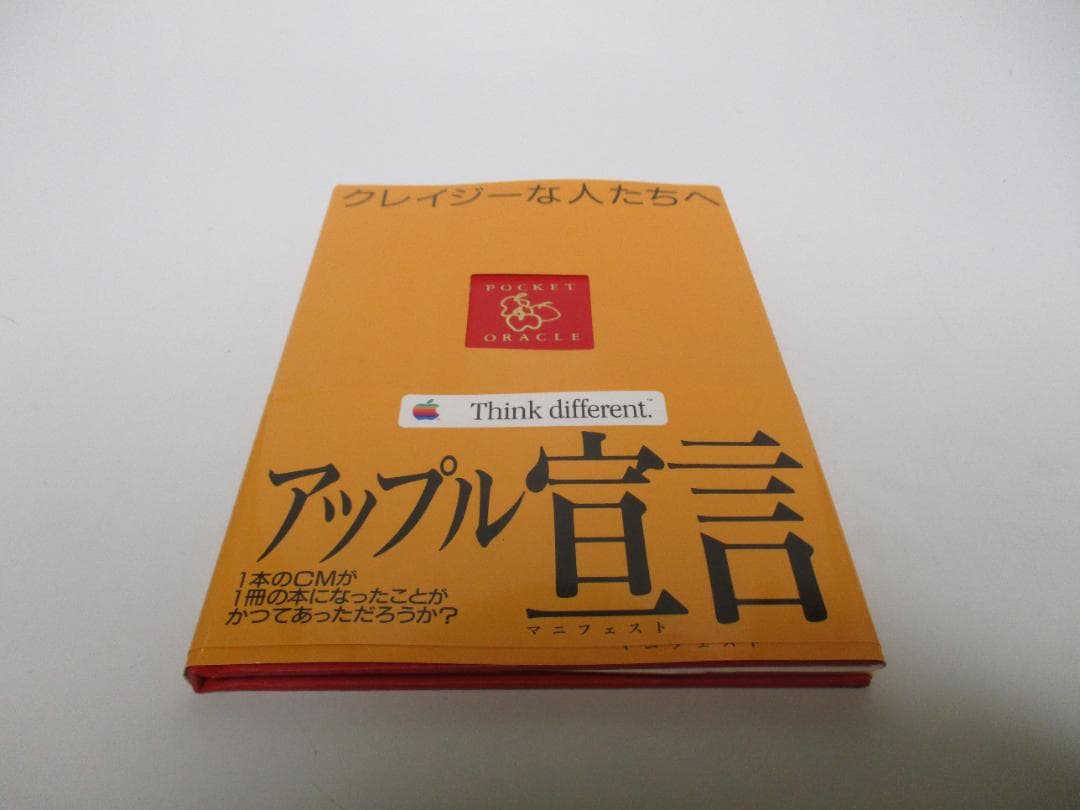 クレイジーな人たちへ
POCKET
ORACLE
Think different.™
アップル宣言
1本のCMが
1冊の本になったことが
かつてあっただろうか?
マニフェスト